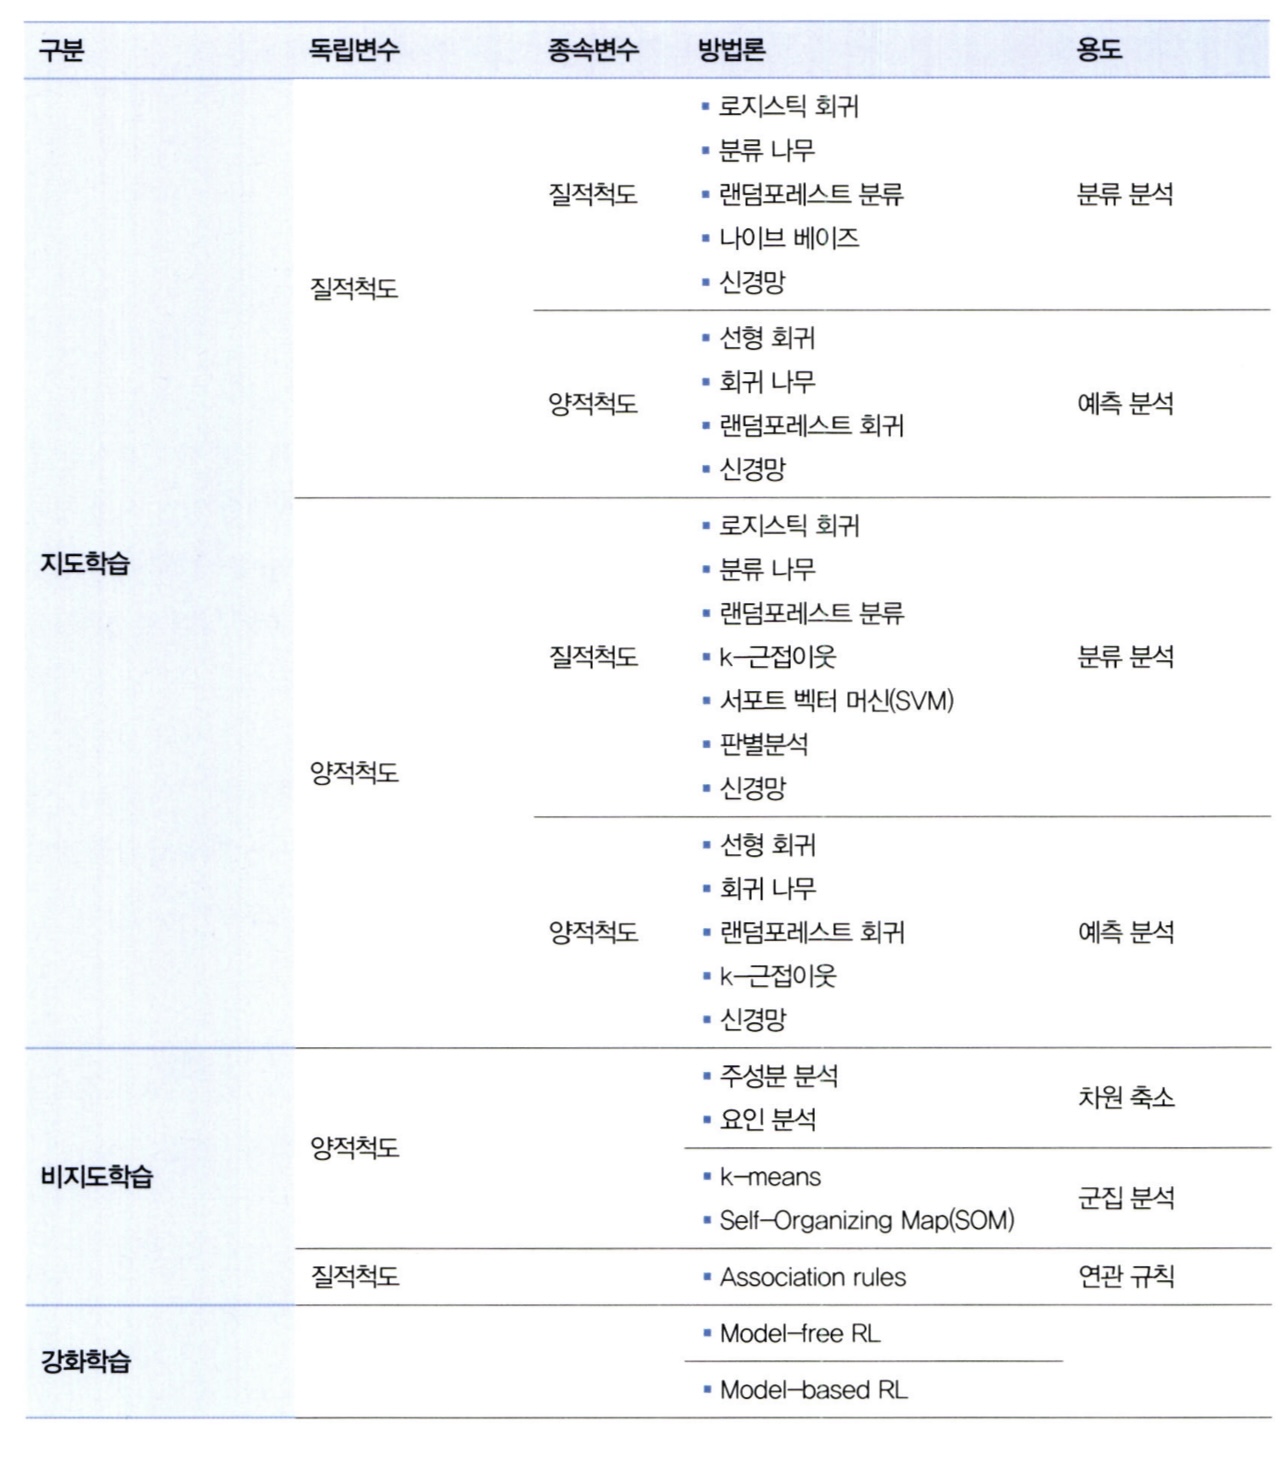 구분 독립변수 종속변수 방법론 용도
▪ 로지스틱 회귀
▪ 분류 나무
질적척도 ▪ 랜덤포레스트 분류 분류 분석
▪ 나이브 베이즈
질적척도 ▪ 신경망
▪ 선형 회귀
▪ 회귀 나무
양적척도 예측 분석
▪ 랜덤포레스트 회귀
▪ 신경망
▪ 로지스틱 회귀
지도학습 ▪ 분류 나무
▪ 랜덤포레스트 분류
질적척도 ▪ k-근접이웃 분류 분석
▪ 서포트 벡터 머신(SVM)
▪ 판별분석
양적척도 ▪ 신경망
▪ 선형 회귀
▪ 회귀 나무
양적척도 ▪ 랜덤포레스트 회귀 예측 분석
▪ k-근접이웃
▪ 신경망
▪ 주성분 분석
차원 축소
▪ 요인 분석
양적척도
비지도학습 ▪ k-means
군집 분석
▪ Self-Organizing Map(SOM)
질적척도 ▪ Association rules 연관 규칙
▪ Model-free RL
강화학습
▪ Model-based RL